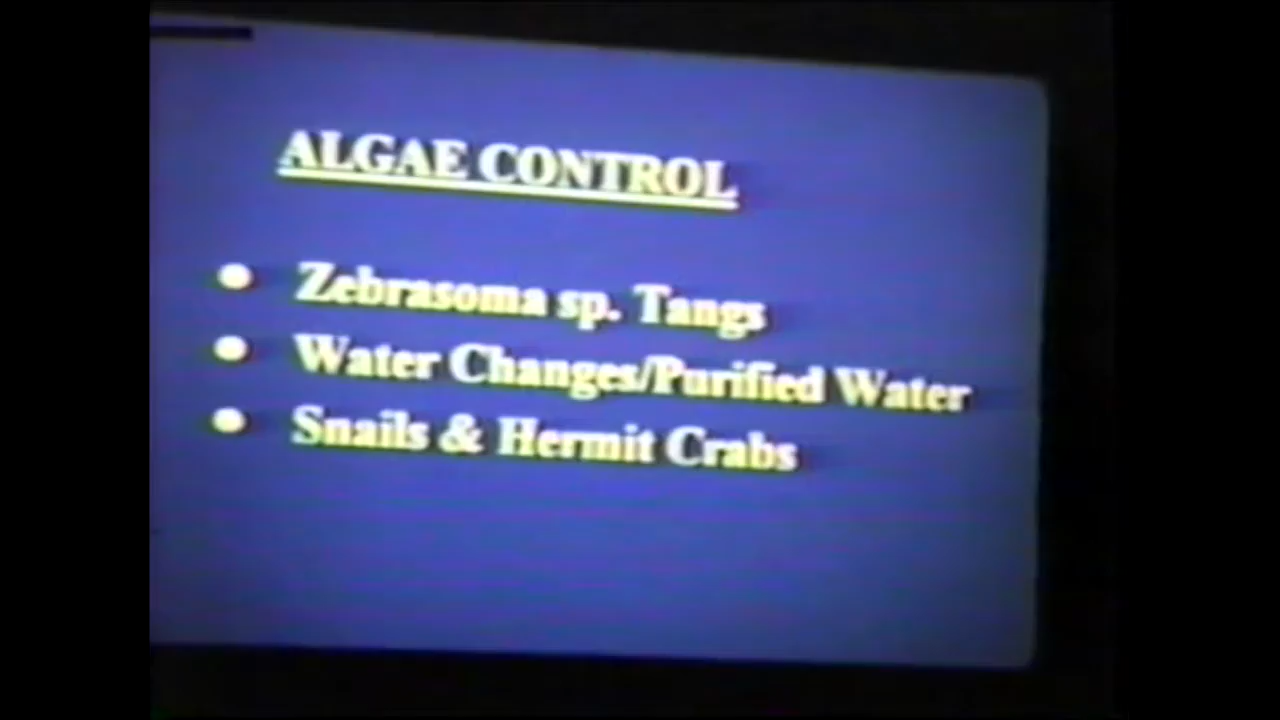 ALGAE CONTROL
• Zebrasoma sp. Tangs
• Water Changes/Purified Water
• Snails & Hermit Crabs